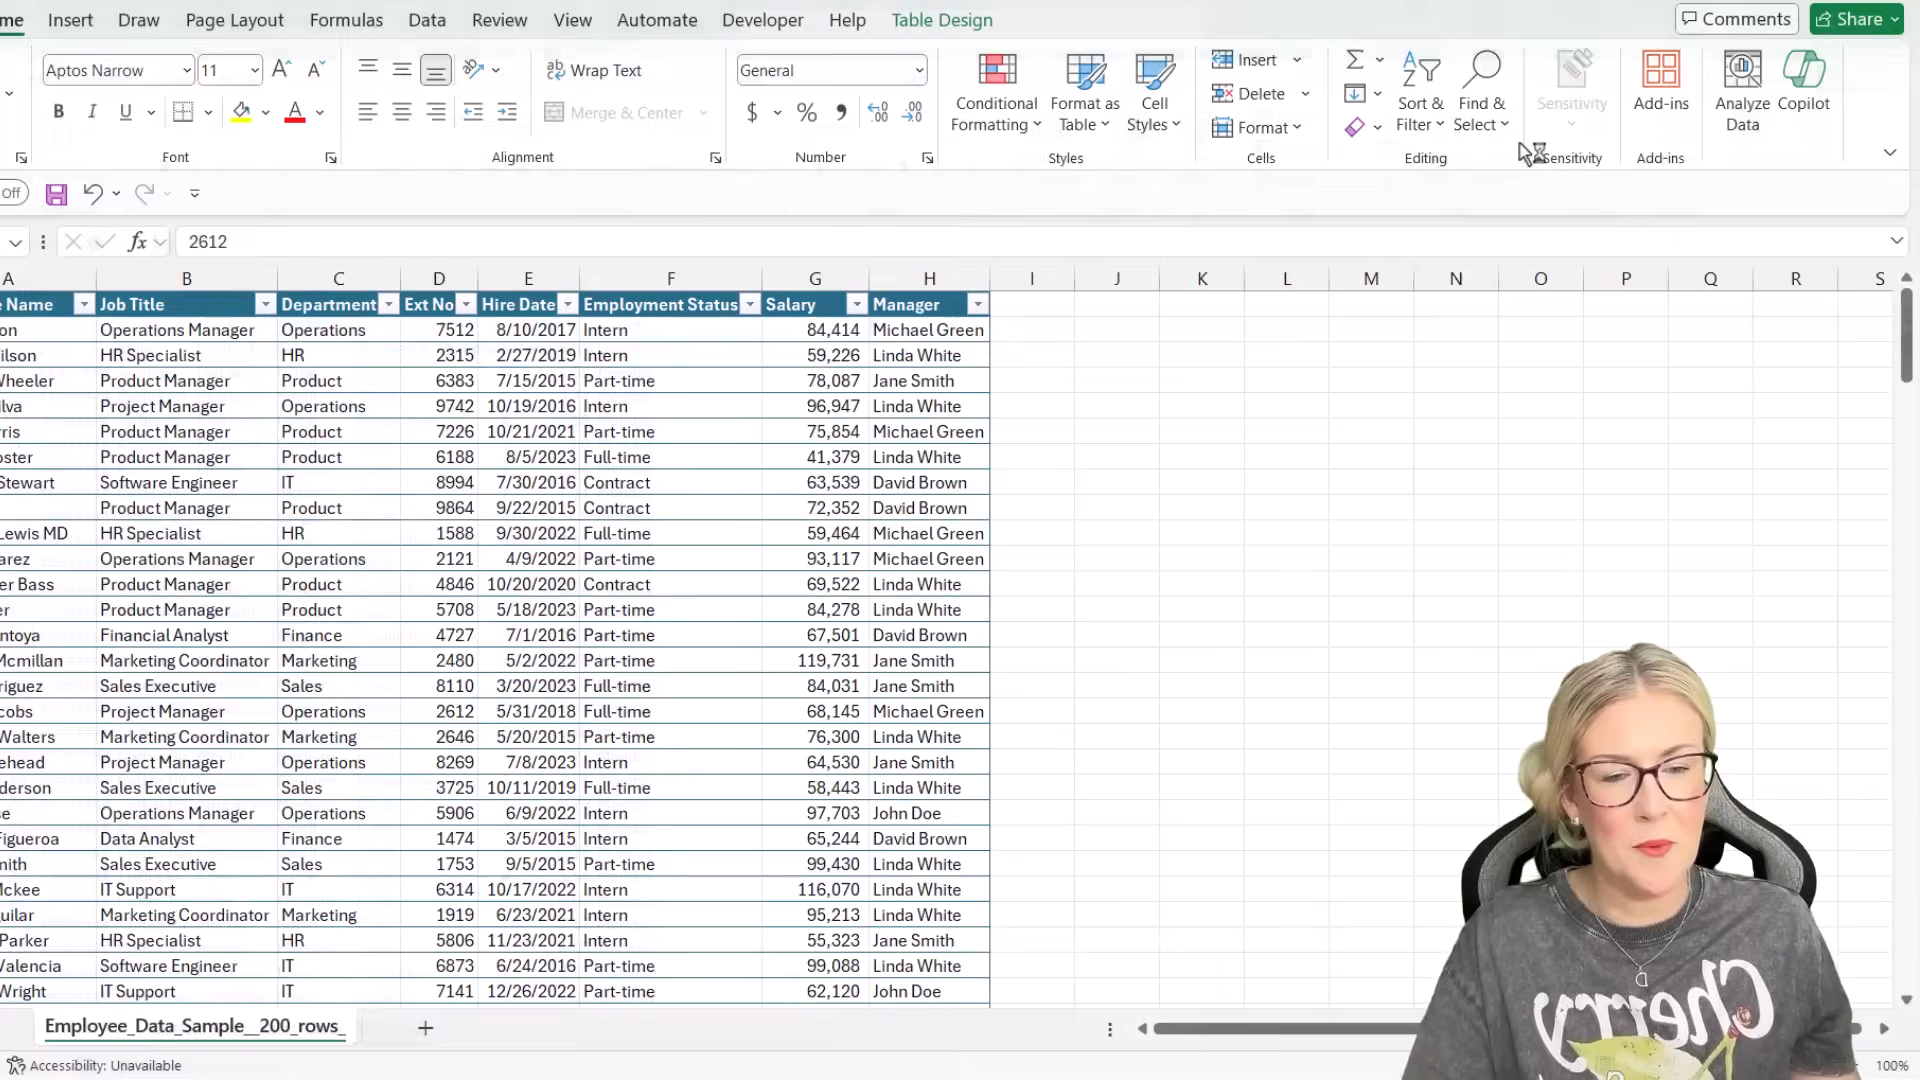 me Insert Draw Page Layout Formulas Data Review View Automate Developer Help Table Design Comments Share
Aptos Narrow 11 A A ab Wrap Text General Insert Σ
Conditional Formatting Format as Table Cell Styles Delete Sort & Filter Find & Select Sensitivity Add-ins Analyze Data Copilot
B I U A Merge & Center $ % , Format
Font Alignment Number Styles Cells Editing Sensitivity Add-ins
Off
fx 2612
A B C D E F G H I J K L M N O P Q R S
e Name Job Title Department Ext No Hire Date Employment Status Salary Manager
on Operations Manager Operations 7512 8/10/2017 Intern 84,414 Michael Green
ilson HR Specialist HR 2315 2/27/2019 Intern 59,226 Linda White
Wheeler Product Manager Product 6383 7/15/2015 Part-time 78,087 Jane Smith
ilva Project Manager Operations 9742 10/19/2016 Intern 96,947 Linda White
rris Product Manager Product 7226 10/21/2021 Part-time 75,854 Michael Green
oster Product Manager Product 6188 8/5/2023 Full-time 41,379 Linda White
Stewart Software Engineer IT 8994 7/30/2016 Contract 63,539 David Brown
Product Manager Product 9864 9/22/2015 Contract 72,352 David Brown
Lewis MD HR Specialist HR 1588 9/30/2022 Full-time 59,464 Michael Green
arez Operations Manager Operations 2121 4/9/2022 Part-time 93,117 Michael Green
er Bass Product Manager Product 4846 10/20/2020 Contract 69,522 Linda White
er Product Manager Product 5708 5/18/2023 Part-time 84,278 Linda White
ntoya Financial Analyst Finance 4727 7/1/2016 Part-time 67,501 David Brown
Mcmillan Marketing Coordinator Marketing 2480 5/2/2022 Part-time 119,731 Jane Smith
riguez Sales Executive Sales 8110 3/20/2023 Full-time 84,031 Jane Smith
cobs Project Manager Operations 2612 5/31/2018 Full-time 68,145 Michael Green
Walters Marketing Coordinator Marketing 2646 5/20/2015 Part-time 76,300 Linda White
ehead Project Manager Operations 8269 7/8/2023 Intern 64,530 Jane Smith
derson Sales Executive Sales 3725 10/11/2019 Full-time 58,443 Linda White
se Operations Manager Operations 5906 6/9/2022 Intern 97,703 John Doe
Figueroa Data Analyst Finance 1474 3/5/2015 Intern 65,244 David Brown
mith Sales Executive Sales 1753 9/5/2015 Part-time 99,430 Linda White
Mckee IT Support IT 6314 10/17/2022 Intern 116,070 Linda White
uilar Marketing Coordinator Marketing 1919 6/23/2021 Intern 95,213 Linda White
Parker HR Specialist HR 5806 11/23/2021 Intern 55,323 Jane Smith
Valencia Software Engineer IT 6873 6/24/2016 Part-time 99,088 Linda White
Wright IT Support IT 7141 12/26/2022 Part-time 62,120 John Doe
Cherry
Employee_Data_Sample__200_rows_
Accessibility: Unavailable 100%